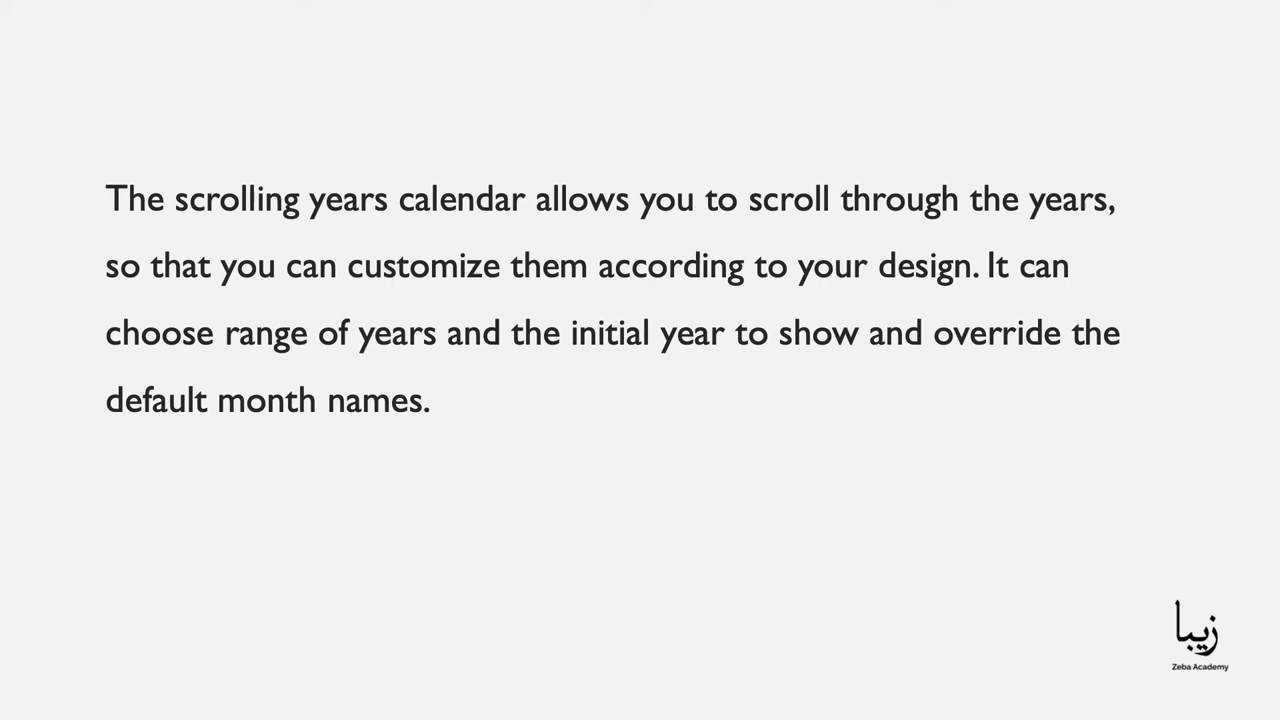 The scrolling years calendar allows you to scroll through the years,
so that you can customize them according to your design. It can
choose range of years and the initial year to show and override the
default month names.
زيبا
Zeba Academy